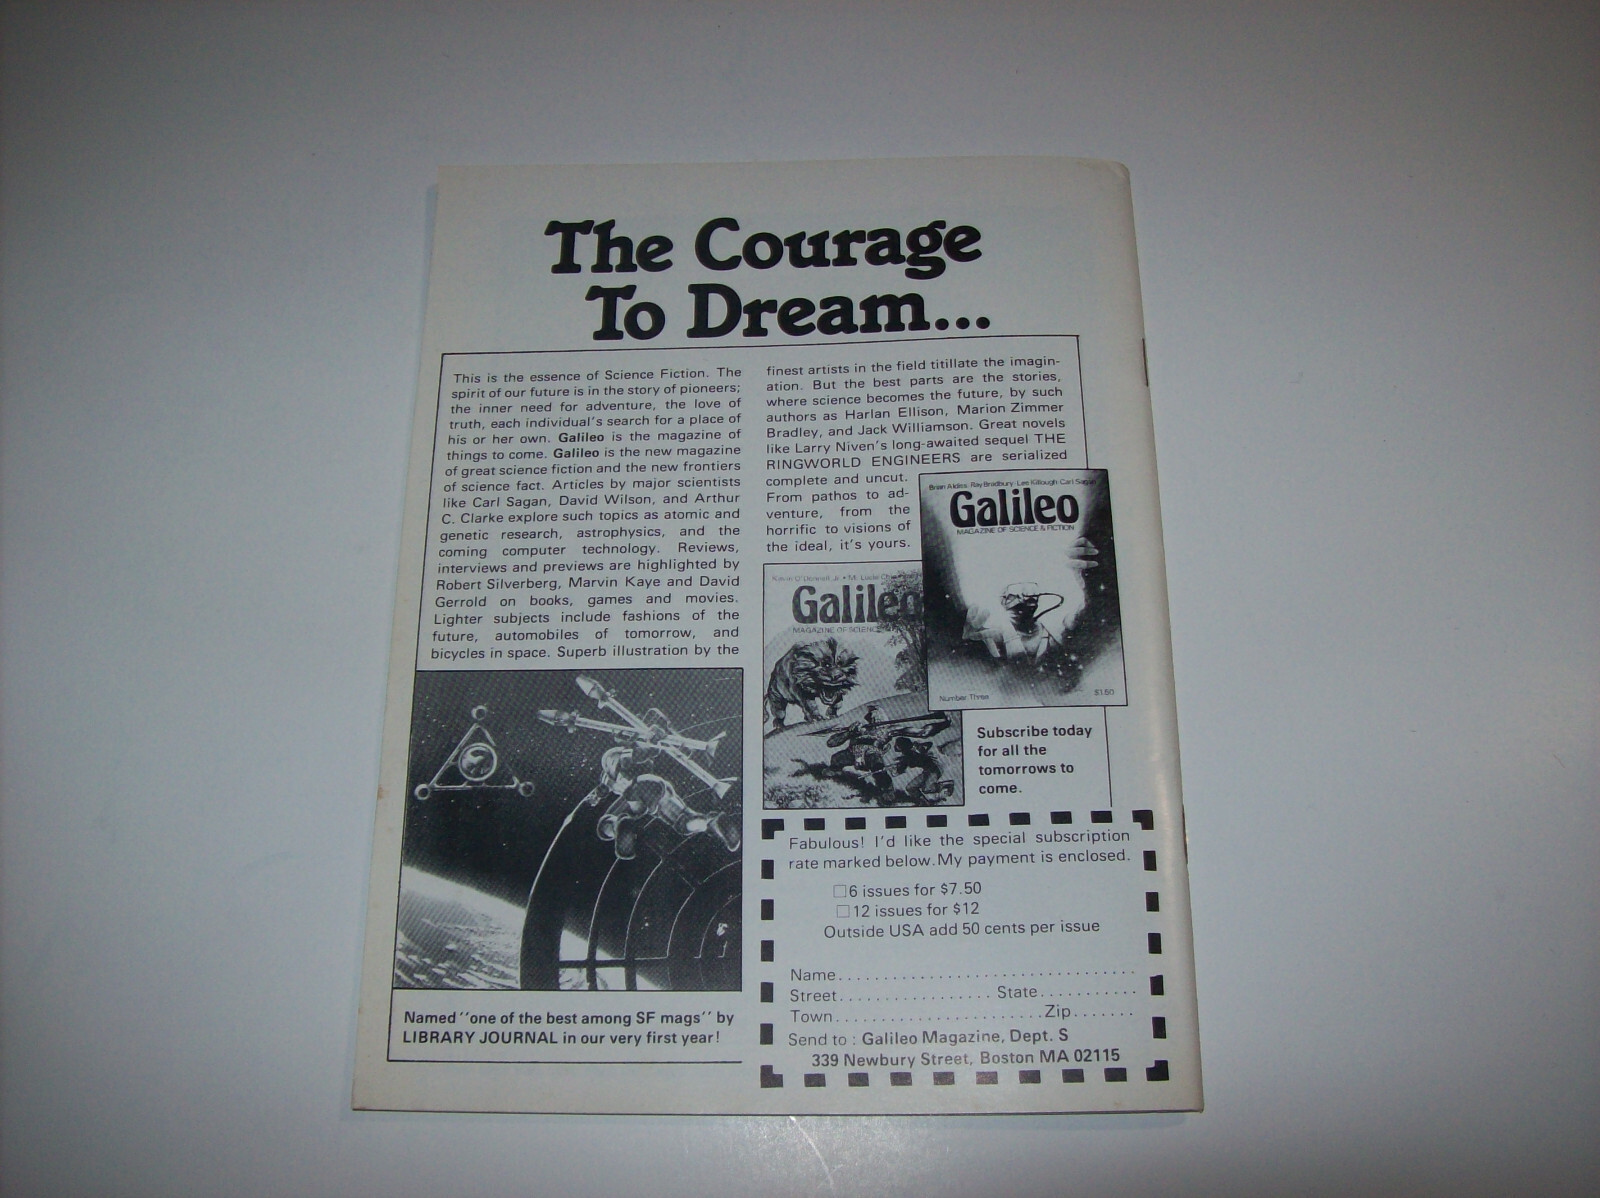 The Courage
To Dream...
This is the essence of Science Fiction. The
spirit of our future is in the story of pioneers;
the inner need for adventure, the love of
truth, each individual's search for a place of
his or her own. Galileo is the magazine of
things to come. Galileo is the new magazine
of great science fiction and the new frontiers
of science fact. Articles by major scientists
like Carl Sagan, David Wilson, and Arthur
C. Clarke explore such topics as atomic and
genetic research, astrophysics, and the
coming computer technology. Reviews,
interviews and previews are highlighted by
Robert Silverberg, Marvin Kaye and David
Gerrold on books, games and movies.
Lighter subjects include fashions of the
future, automobiles of tomorrow, and
bicycles in space. Superb illustration by the
finest artists in the field titillate the imagin-
ation. But the best parts are the stories,
where science becomes the future, by such
authors as Harlan Ellison, Marion Zimmer
Bradley, and Jack Williamson. Great novels
like Larry Niven's long-awaited sequel THE
RINGWORLD ENGINEERS are serialized
complete and uncut.
From pathos to ad-
venture, from the
horrific to visions of
the ideal, it's yours.
Brian Aldiss · Ray Bradbury · Lee Killough · Carl Sagan
Galileo
MAGAZINE OF SCIENCE & FICTION
Number Three
$1.50
Kevin O'Donnell Jr. •
Galileo
MAGAZINE OF SCIENCE
Subscribe today
for all the
tomorrows to
come.
Named ''one of the best among SF mags'' by
LIBRARY JOURNAL in our very first year!
Fabulous! I'd like the special subscription
rate marked below. My payment is enclosed.
6 issues for $7.50
12 issues for $12
Outside USA add 50 cents per issue
Name.................................
Street................. State...........
Town.......................Zip.......
Send to : Galileo Magazine, Dept. S
339 Newbury Street, Boston MA 02115